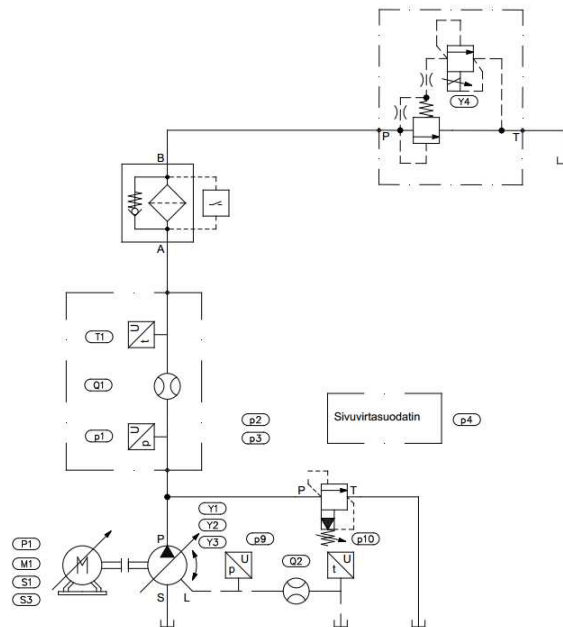 Y4
P
T
B
A
U
t
T1
Q1
U
p
p1
p2
p3
Sivuvirtasuodatin
p4
P
T
Y1
Y2
Y3
P
P1
M1
S1
S3
M
S
L
p9
U
p
Q2
p10
U
t